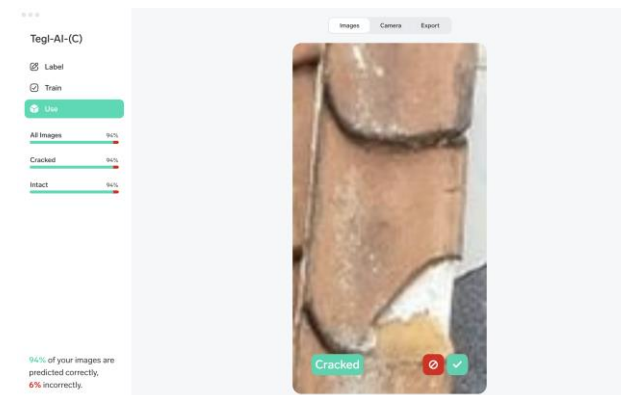 Tegl-AI-(C)
Images Camera Export
Label
Train
Use
All Images 94%
Cracked 94%
Intact 94%
Cracked
94% of your images are
predicted correctly,
6% incorrectly.